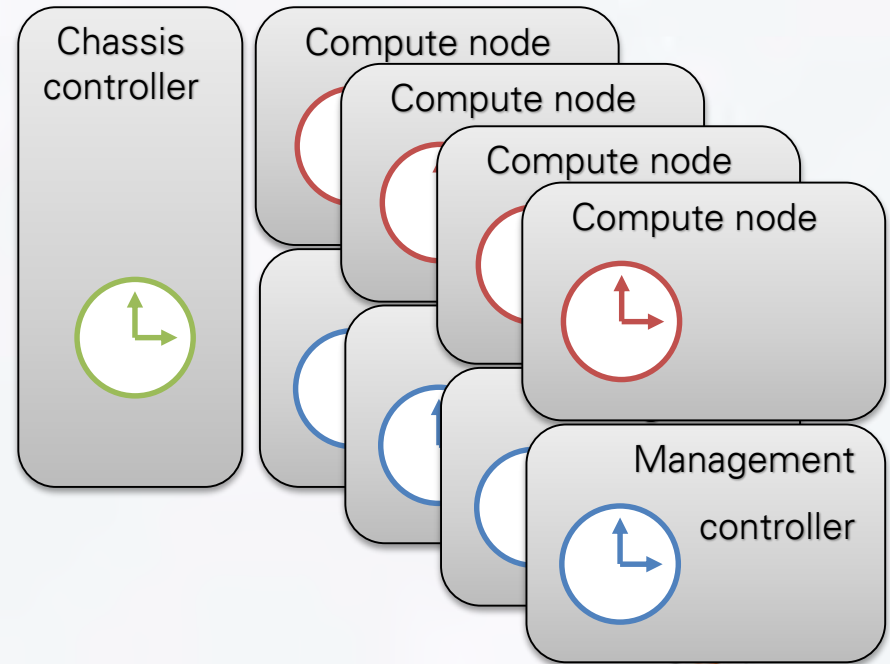 Chassis
controller
Compute node
Compute node
Compute node
Compute node
Management
controller